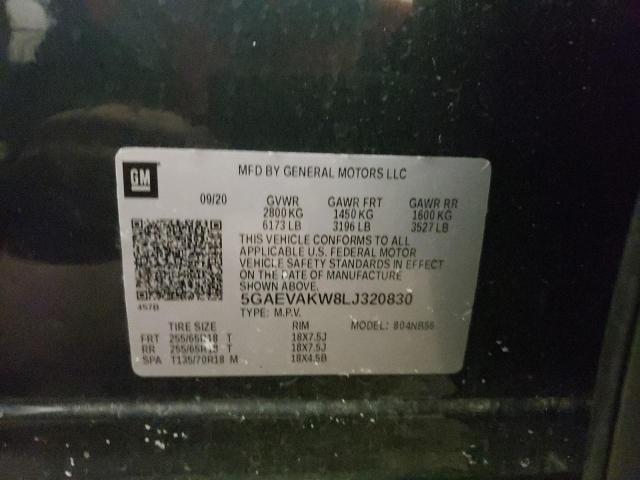 GM
MFD BY GENERAL MOTORS LLC
09/20 GVWR GAWR FRT GAWR RR
2800 KG 1450 KG 1600 KG
6173 LB 3196 LB 3527 LB
THIS VEHICLE CONFORMS TO ALL
APPLICABLE U.S. FEDERAL MOTOR
VEHICLE SAFETY STANDARDS IN EFFECT
ON THE DATE OF MANUFACTURE
SHOWN ABOVE.
457B
5GAEVAKW8LJ320830
TYPE: M.P.V.
TIRE SIZE RIM MODEL: 804NB56
FRT 255/65R18 T 18X7.5J
RR 255/65R18 T 18X7.5J
SPA T135/70R18 M 18X4.5B